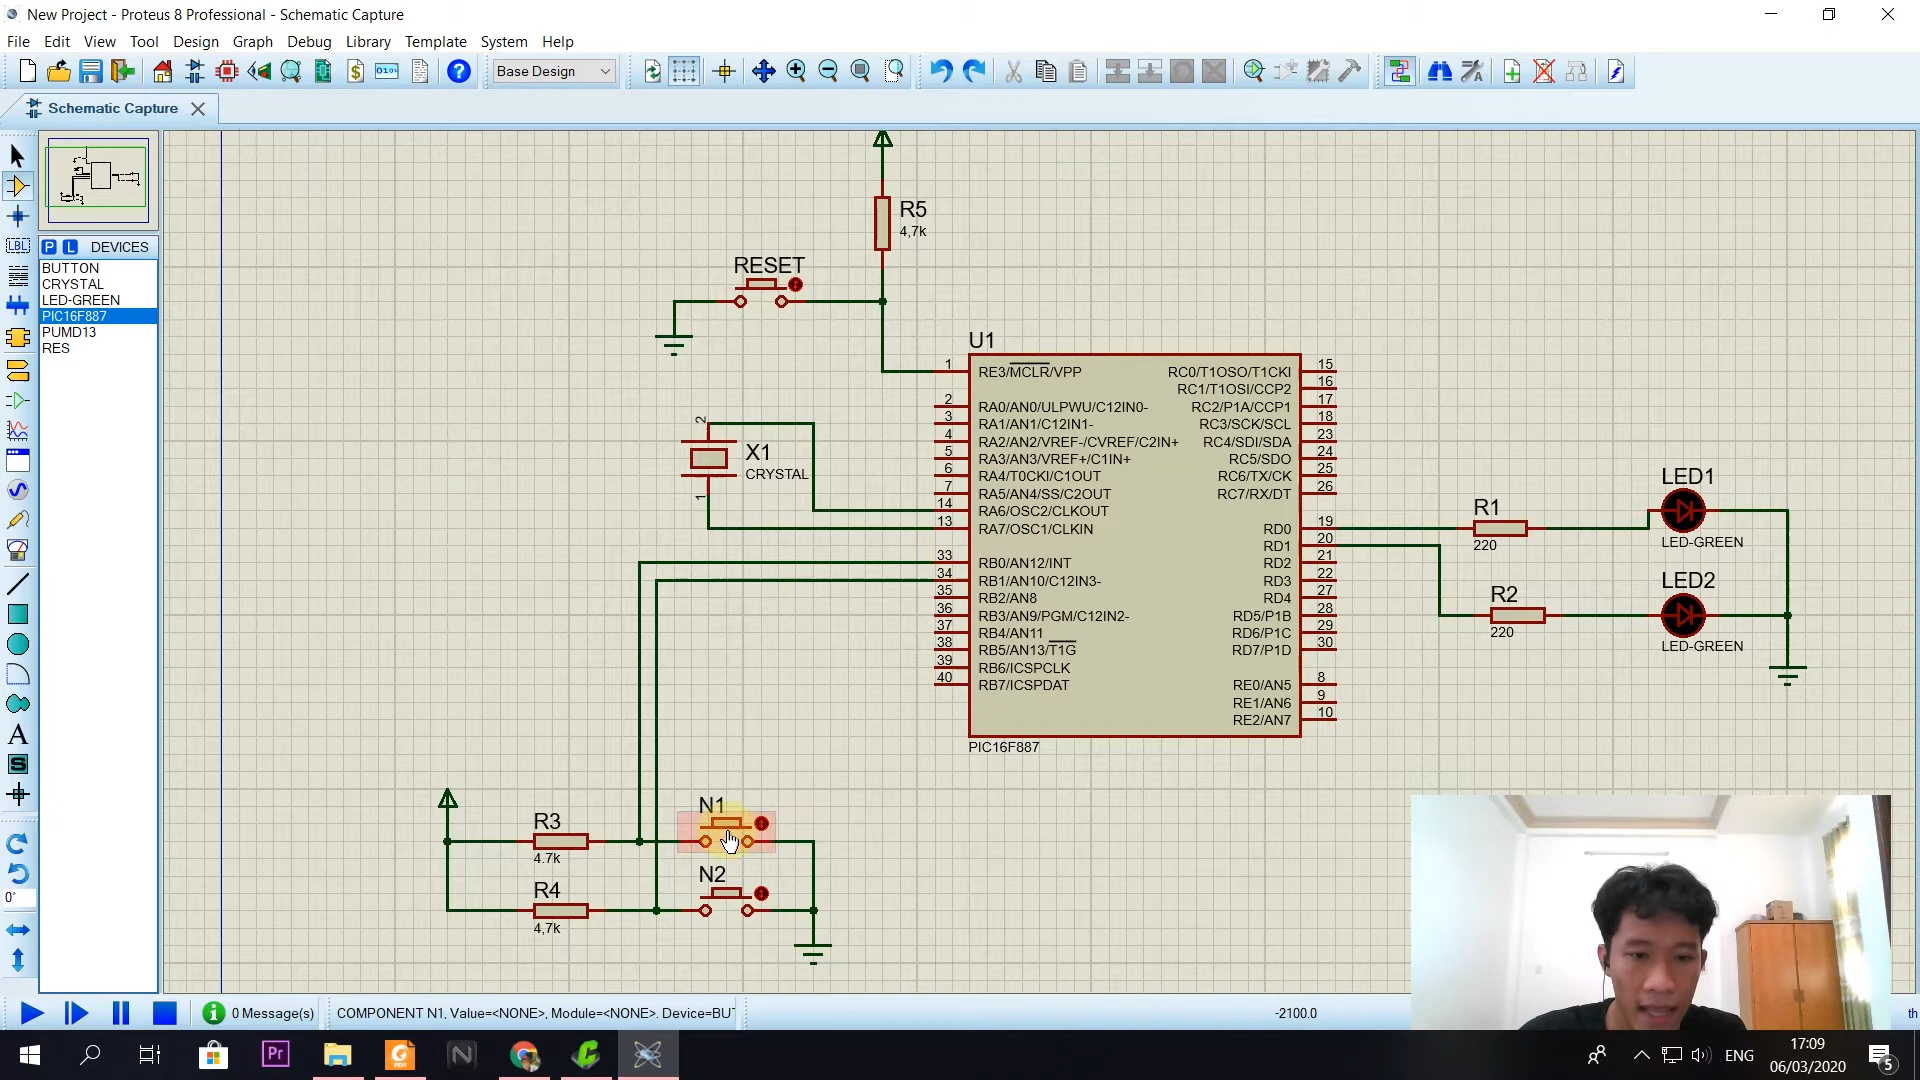 New Project - Proteus 8 Professional - Schematic Capture
File Edit View Tool Design Graph Debug Library Template System Help
Base Design
Schematic Capture
P L DEVICES
BUTTON
CRYSTAL
LED-GREEN
PIC16F887
PUMD13
RES
LBL
A
S
0°
R5
4,7k
RESET
X1
CRYSTAL
2
1
U1
1 RE3/MCLR/VPP
2 RA0/AN0/ULPWU/C12IN0-
3 RA1/AN1/C12IN1-
4 RA2/AN2/VREF-/CVREF/C2IN+
5 RA3/AN3/VREF+/C1IN+
6 RA4/T0CKI/C1OUT
7 RA5/AN4/SS/C2OUT
14 RA6/OSC2/CLKOUT
13 RA7/OSC1/CLKIN
33 RB0/AN12/INT
34 RB1/AN10/C12IN3-
35 RB2/AN8
36 RB3/AN9/PGM/C12IN2-
37 RB4/AN11
38 RB5/AN13/T1G
39 RB6/ICSPCLK
40 RB7/ICSPDAT
RC0/T1OSO/T1CKI 15
RC1/T1OSI/CCP2 16
RC2/P1A/CCP1 17
RC3/SCK/SCL 18
RC4/SDI/SDA 23
RC5/SDO 24
RC6/TX/CK 25
RC7/RX/DT 26
RD0 19
RD1 20
RD2 21
RD3 22
RD4 27
RD5/P1B 28
RD6/P1C 29
RD7/P1D 30
RE0/AN5 8
RE1/AN6 9
RE2/AN7 10
PIC16F887
R1
220
R2
220
LED1
LED-GREEN
LED2
LED-GREEN
R3
4.7k
R4
4,7k
N1
N2
0 Message(s)
COMPONENT N1, Value=<NONE>, Module=<NONE>. Device=BU
-2100.0
th
Pr
PDF
ENG
17:09
06/03/2020
5